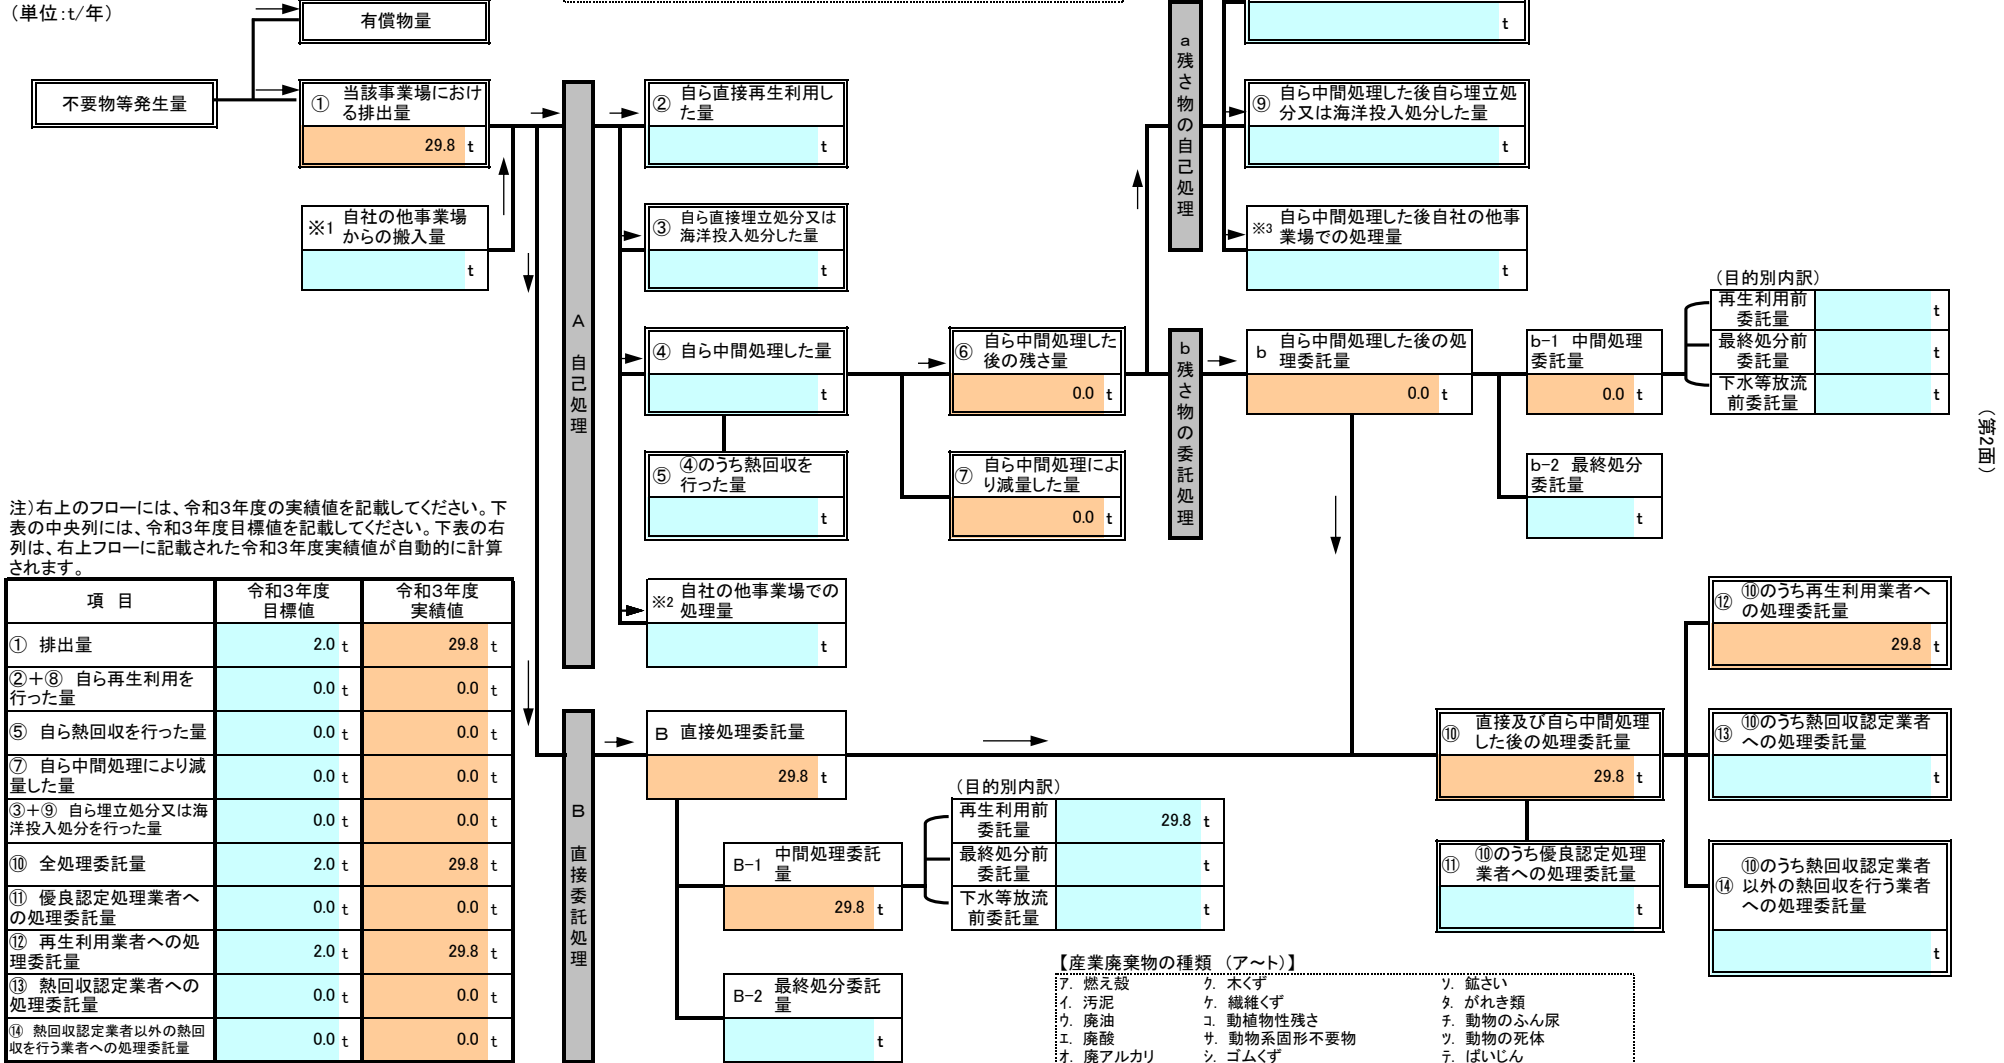 （単位：t/年）
有償物量
t
不要物等発生量
① 当該事業場におけ
る排出量
29.8 t
※1 自社の他事業場
からの搬入量
t
A 自己処理
② 自ら直接再生利用し
た量
t
③ 自ら直接埋立処分又は
海洋投入処分した量
t
④ 自ら中間処理した量
t
⑤ ④のうち熱回収を
行った量
t
※2 自社の他事業場での
処理量
t
⑥ 自ら中間処理した
後の残さ量
0.0 t
⑦ 自ら中間処理によ
り減量した量
0.0 t
a 残さ物の自己処理
⑨ 自ら中間処理した後自ら埋立処
分又は海洋投入処分した量
t
※3 自ら中間処理した後自社の他事
業場での処理量
t
b 残さ物の委託処理
b 自ら中間処理した後の処
理委託量
0.0 t
b-1 中間処理
委託量
0.0 t
b-2 最終処分
委託量
t
（目的別内訳）
再生利用前
委託量
t
最終処分前
委託量
t
下水等放流
前委託量
t
（第2面）
注）右上のフローには、令和3年度の実績値を記載してください。下
表の中央列には、令和3年度目標値を記載してください。下表の右
列は、右上フローに記載された令和3年度実績値が自動的に計算
されます。
項 目 令和3年度
目標値 令和3年度
実績値
① 排出量 2.0 t 29.8 t
②＋⑧ 自ら再生利用を
行った量 0.0 t 0.0 t
⑤ 自ら熱回収を行った量 0.0 t 0.0 t
⑦ 自ら中間処理により減
量した量 0.0 t 0.0 t
③＋⑨ 自ら埋立処分又は海
洋投入処分を行った量 0.0 t 0.0 t
⑩ 全処理委託量 2.0 t 29.8 t
⑪ 優良認定処理業者へ
の処理委託量 0.0 t 0.0 t
⑫ 再生利用業者への処
理委託量 2.0 t 29.8 t
⑬ 熱回収認定業者への
処理委託量 0.0 t 0.0 t
⑭ 熱回収認定業者以外の熱回
収を行う業者への処理委託量 0.0 t 0.0 t
B 直接委託処理
B 直接処理委託量
29.8 t
B-1 中間処理委託
量
29.8 t
B-2 最終処分委託
量
t
（目的別内訳）
再生利用前
委託量
29.8 t
最終処分前
委託量
t
下水等放流
前委託量
t
⑩ 直接及び自ら中間処理
した後の処理委託量
29.8 t
⑪ ⑩のうち優良認定処理
業者への処理委託量
t
⑫ ⑩のうち再生利用業者へ
の処理委託量
29.8 t
⑬ ⑩のうち熱回収認定業者
への処理委託量
t
⑭ ⑩のうち熱回収認定業者
以外の熱回収を行う業者
への処理委託量
t
【産業廃棄物の種類 （ア～ト）】
ア. 燃え殻 ク. 木くず ソ. 鉱さい
イ. 汚泥 ケ. 繊維くず タ. がれき類
ウ. 廃油 コ. 動植物性残さ チ. 動物のふん尿
エ. 廃酸 サ. 動物系固形不要物 ツ. 動物の死体
オ. 廃アルカリ シ. ゴムくず テ. ばいじん